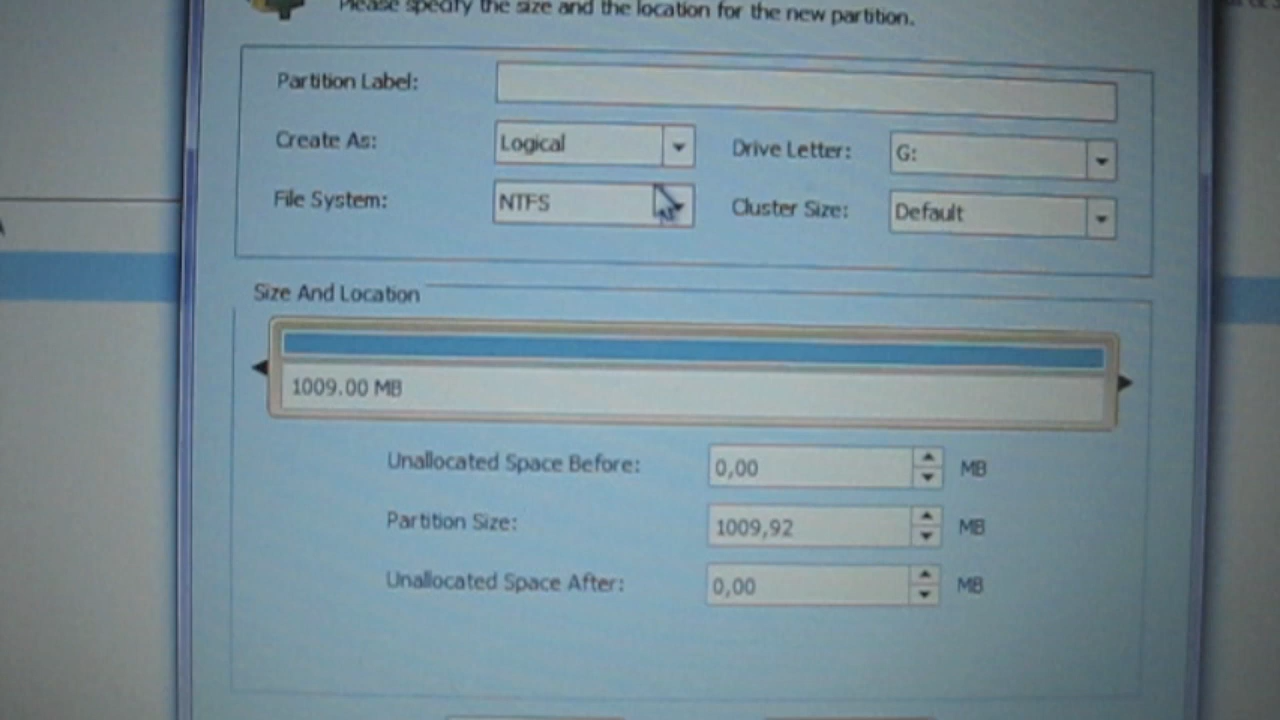 Please specify the size and the location for the new partition.
Partition Label:
Create As: Logical Drive Letter: G:
File System: NTFS Cluster Size: Default
Size And Location
1009.00 MB
Unallocated Space Before: 0,00 MB
Partition Size: 1009,92 MB
Unallocated Space After: 0,00 MB